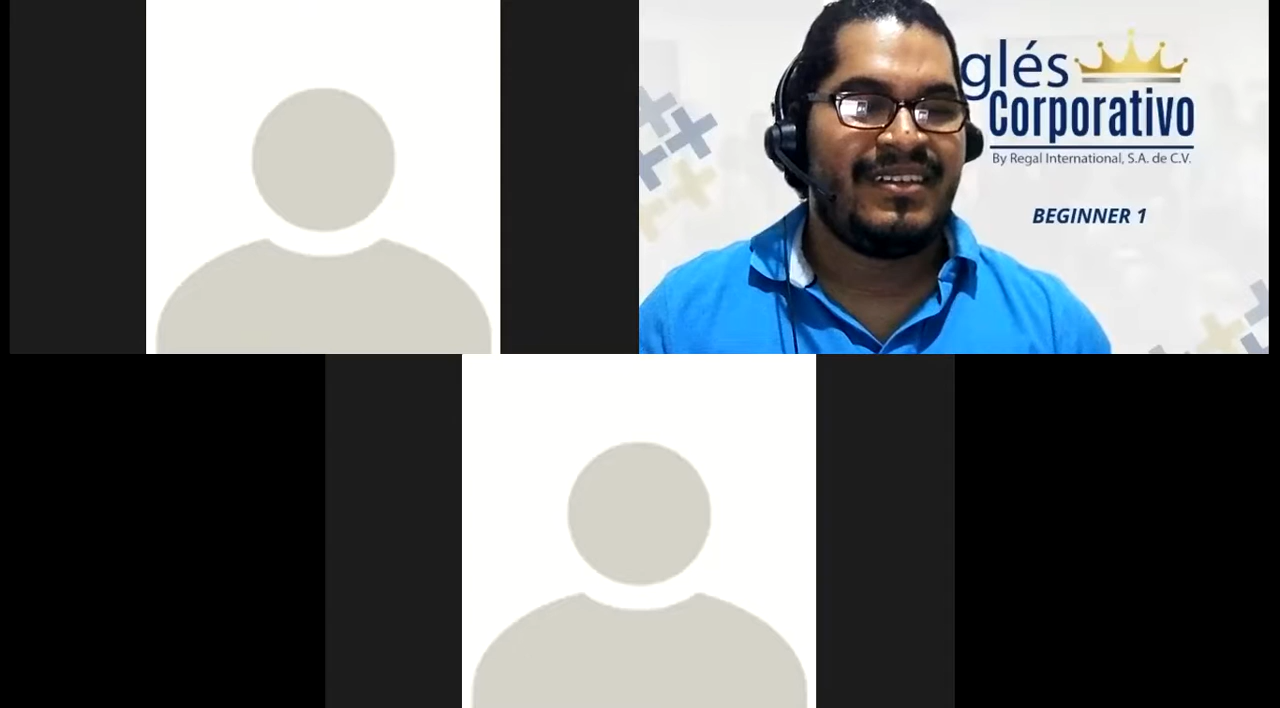 glés
Corporativo
By Regal International, S.A. de C.V.
BEGINNER 1